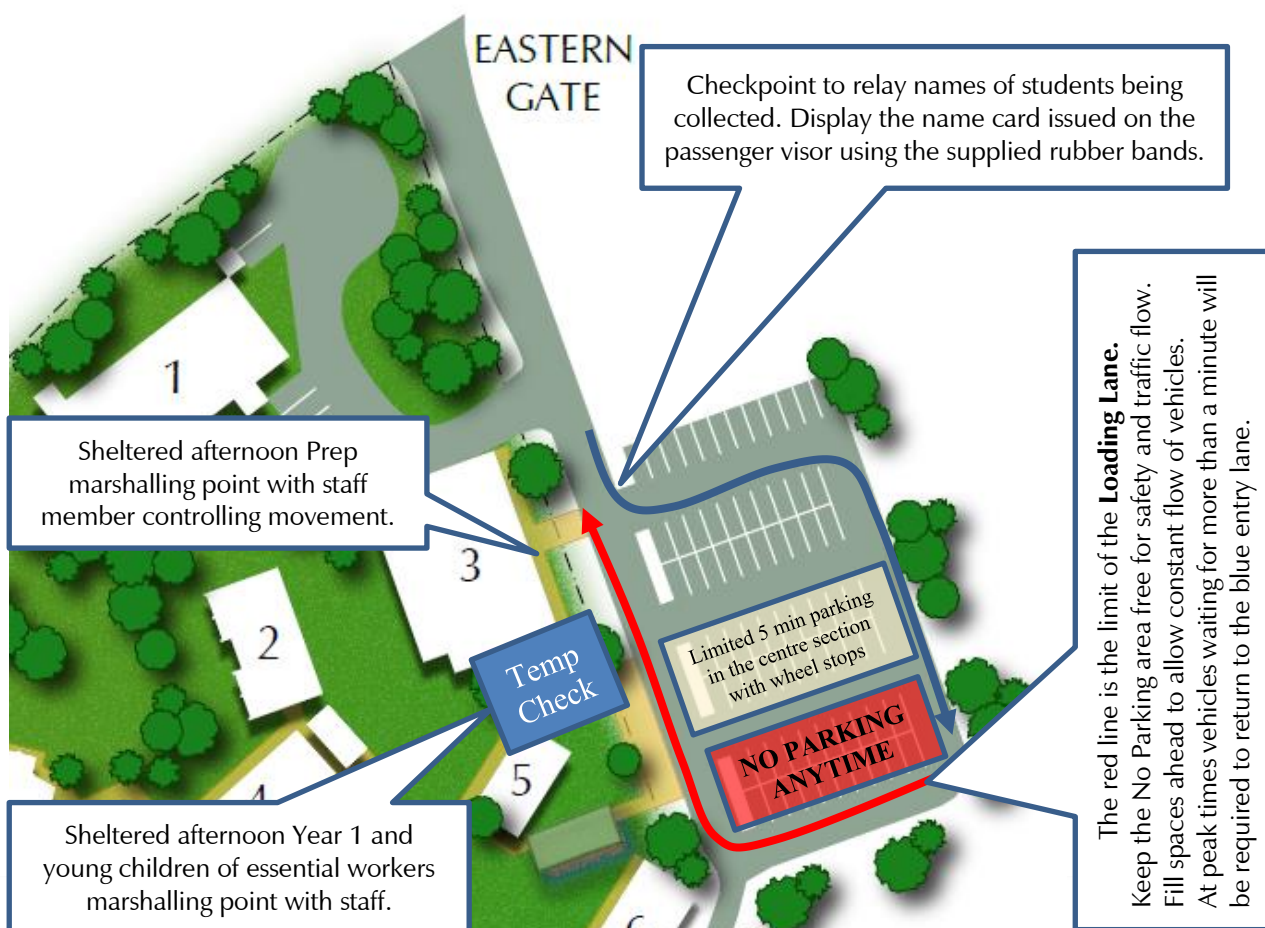 EASTERN
GATE
Checkpoint to relay names of students being
collected. Display the name card issued on the
passenger visor using the supplied rubber bands.
1
Sheltered afternoon Prep
marshalling point with staff
member controlling movement.
3
2
Temp
Check
Limited 5 min parking
in the centre section
with wheel stops
NO PARKING
ANYTIME
The red line is the limit of the Loading Lane.
Keep the No Parking area free for safety and traffic flow.
Fill spaces ahead to allow constant flow of vehicles.
At peak times vehicles waiting for more than a minute will
be required to return to the blue entry lane.
4
5
Sheltered afternoon Year 1 and
young children of essential workers
marshalling point with staff.
6